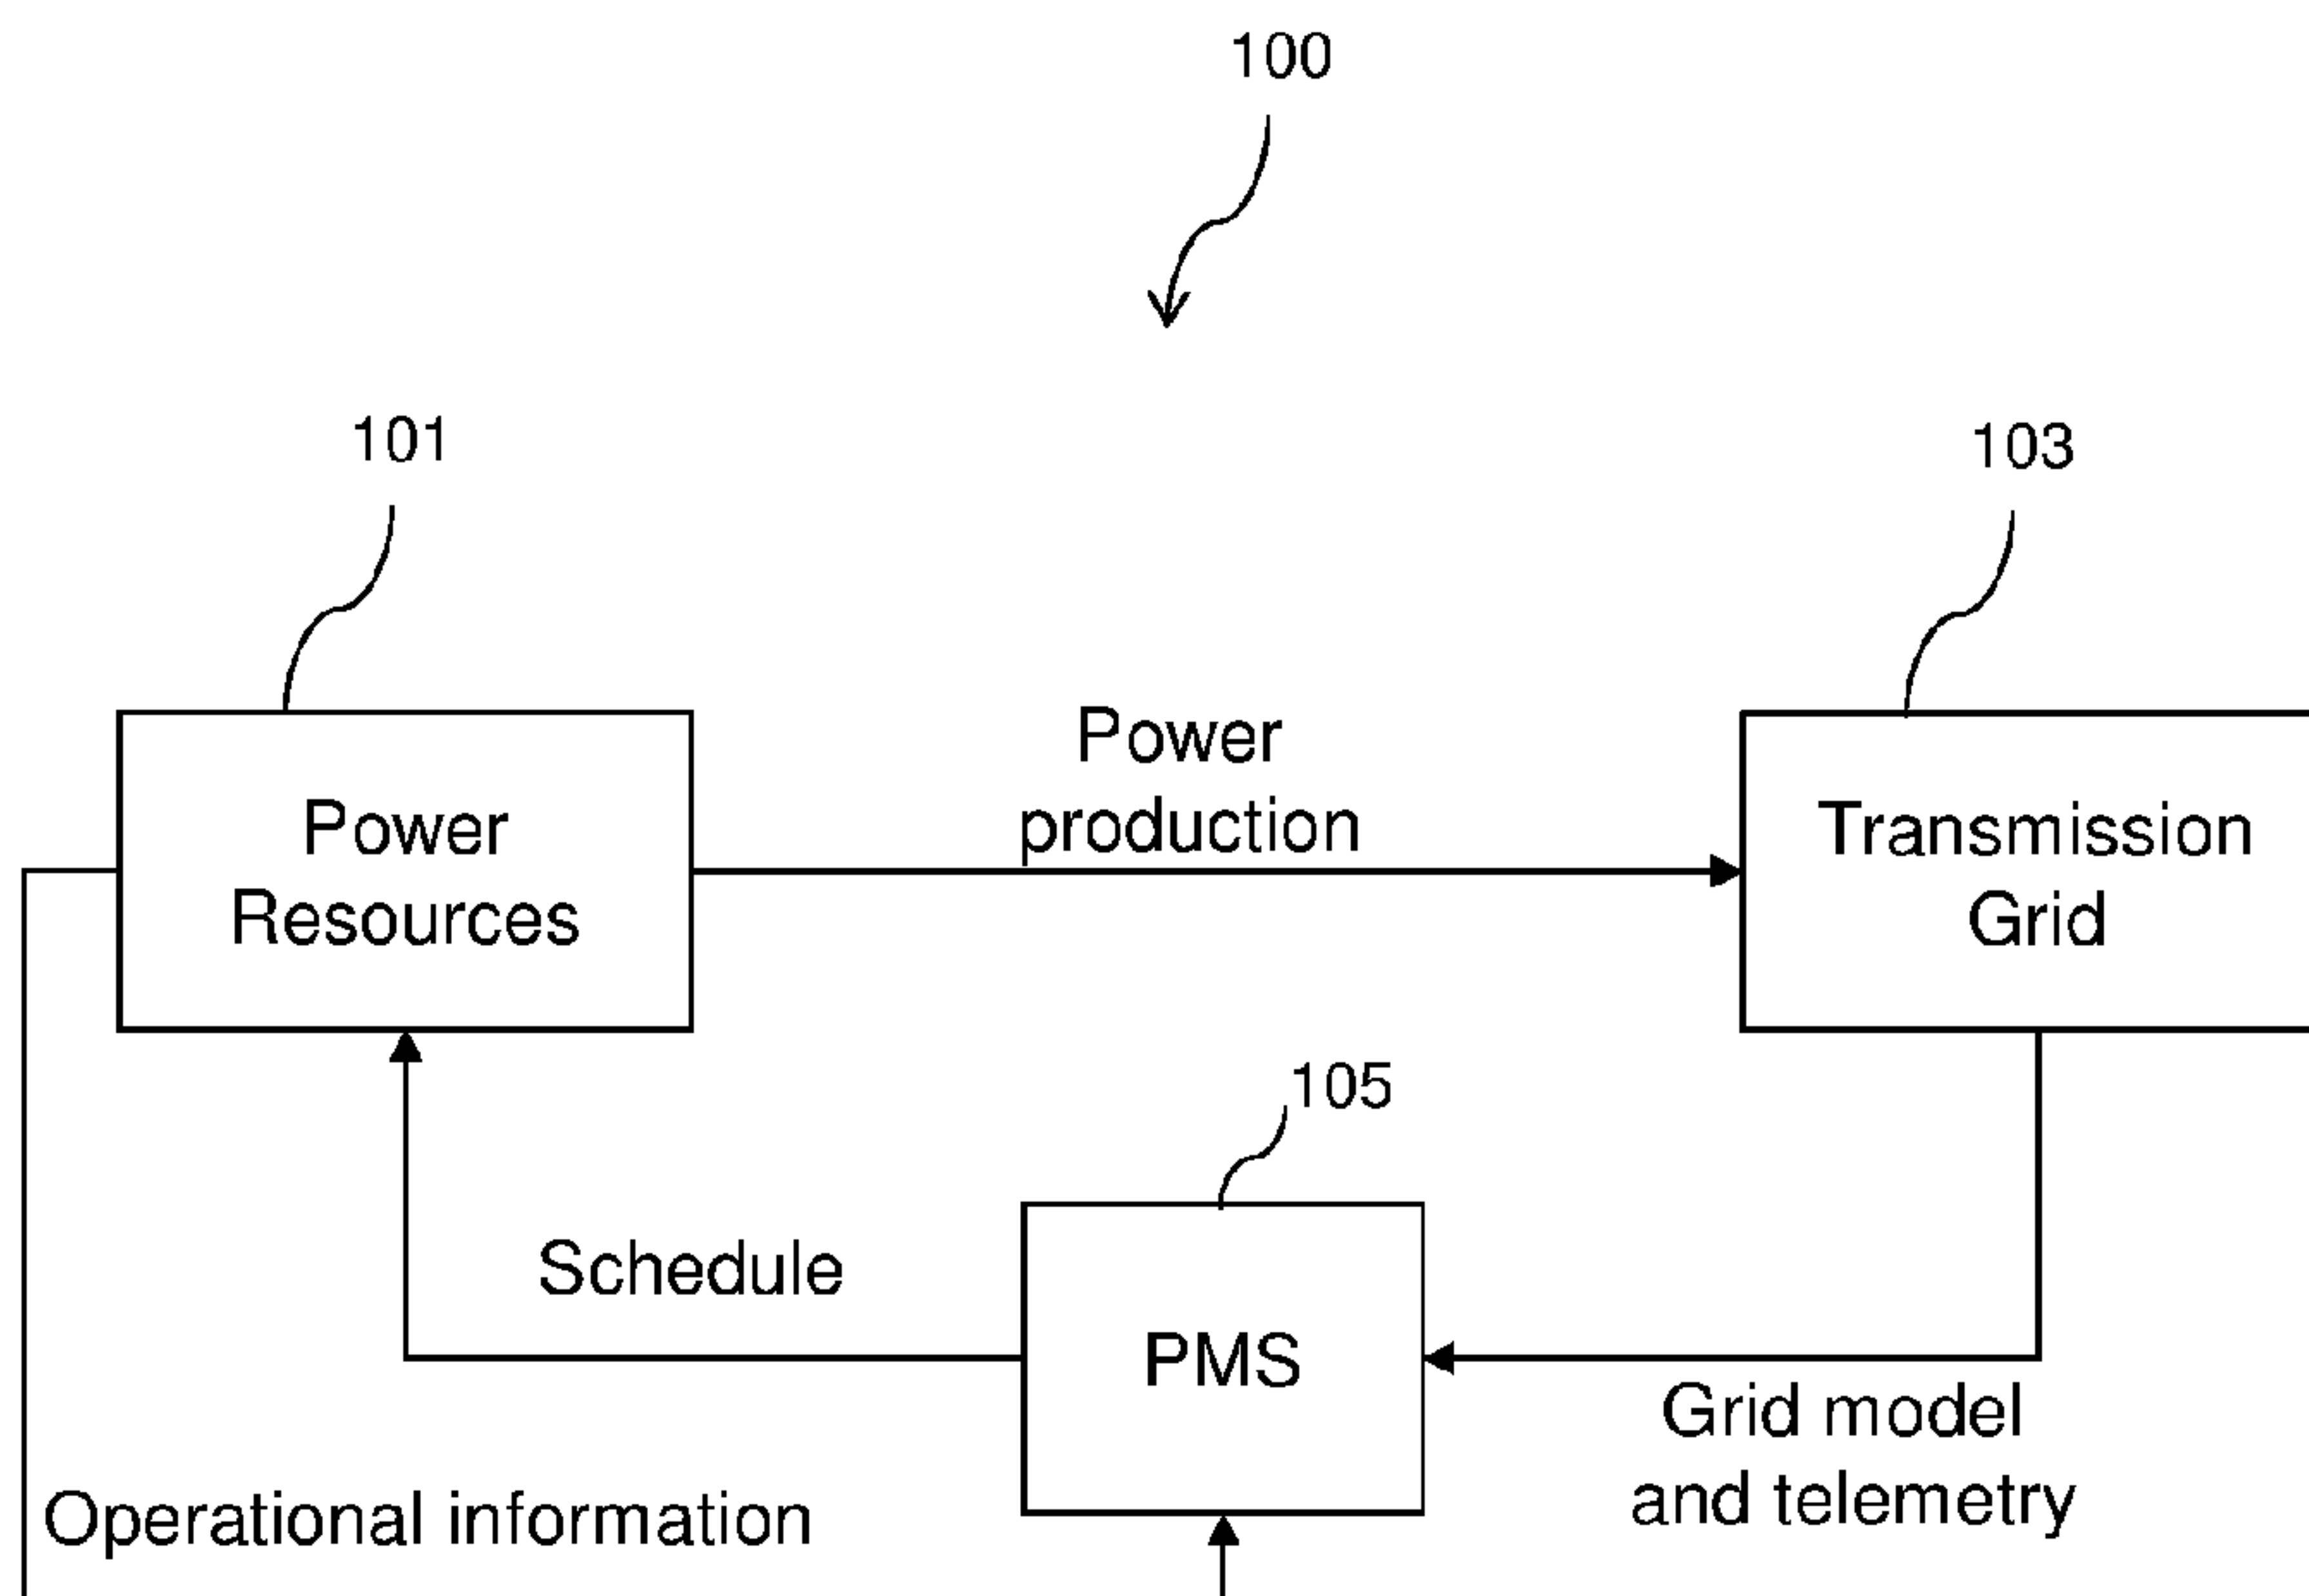 100
101
103
Power
production
Power
Resources
Transmission
Grid
105
Schedule
PMS
Grid model
and telemetry
Operational information